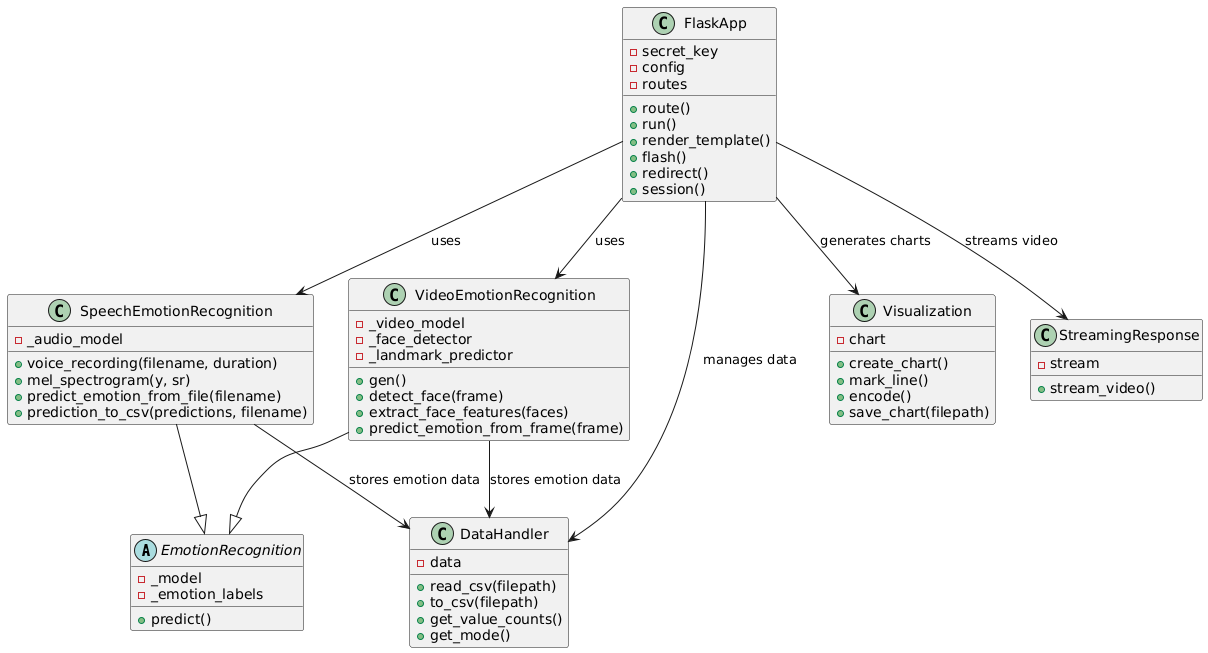 C FlaskApp
secret_key
config
routes
route()
run()
render_template()
flash()
redirect()
session()
uses
uses
generates charts
streams video
C SpeechEmotionRecognition
_audio_model
voice_recording(filename, duration)
mel_spectrogram(y, sr)
predict_emotion_from_file(filename)
prediction_to_csv(predictions, filename)
C VideoEmotionRecognition
_video_model
_face_detector
_landmark_predictor
gen()
detect_face(frame)
extract_face_features(faces)
predict_emotion_from_frame(frame)
manages data
C Visualization
chart
create_chart()
mark_line()
encode()
save_chart(filepath)
C StreamingResponse
stream
stream_video()
stores emotion data
stores emotion data
A EmotionRecognition
_model
_emotion_labels
predict()
C DataHandler
data
read_csv(filepath)
to_csv(filepath)
get_value_counts()
get_mode()